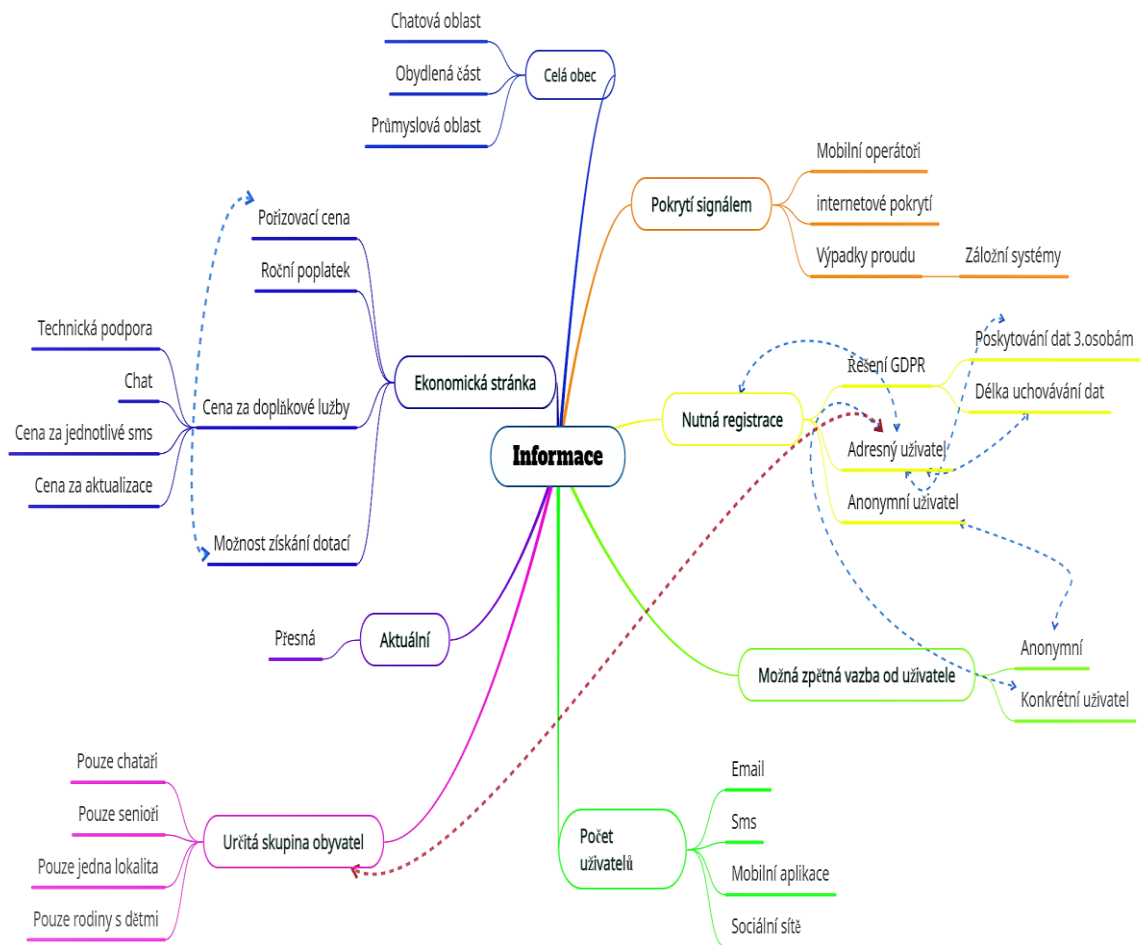 Chatová oblast
Obydlená část
Průmyslová oblast
Celá obec
Mobilní operátoři
internetové pokrytí
Výpadky proudu
Záložní systémy
Pokrytí signálem
Pořizovací cena
Roční poplatek
Technická podpora
Chat
Cena za jednotlivé sms
Cena za aktualizace
Cena za doplňkové lužby
Možnost získání dotací
Ekonomická stránka
Informace
Nutná registrace
Řešení GDPR
Poskytování dat 3.osobám
Délka uchovávání dat
Adresný uživatel
Anonymní uživatel
Přesná
Aktuální
Možná zpětná vazba od uživatele
Anonymní
Konkrétní uživatel
Pouze chataři
Pouze senioři
Pouze jedna lokalita
Pouze rodiny s dětmi
Určitá skupina obyvatel
Počet
uživatelů
Email
Sms
Mobilní aplikace
Sociální sítě